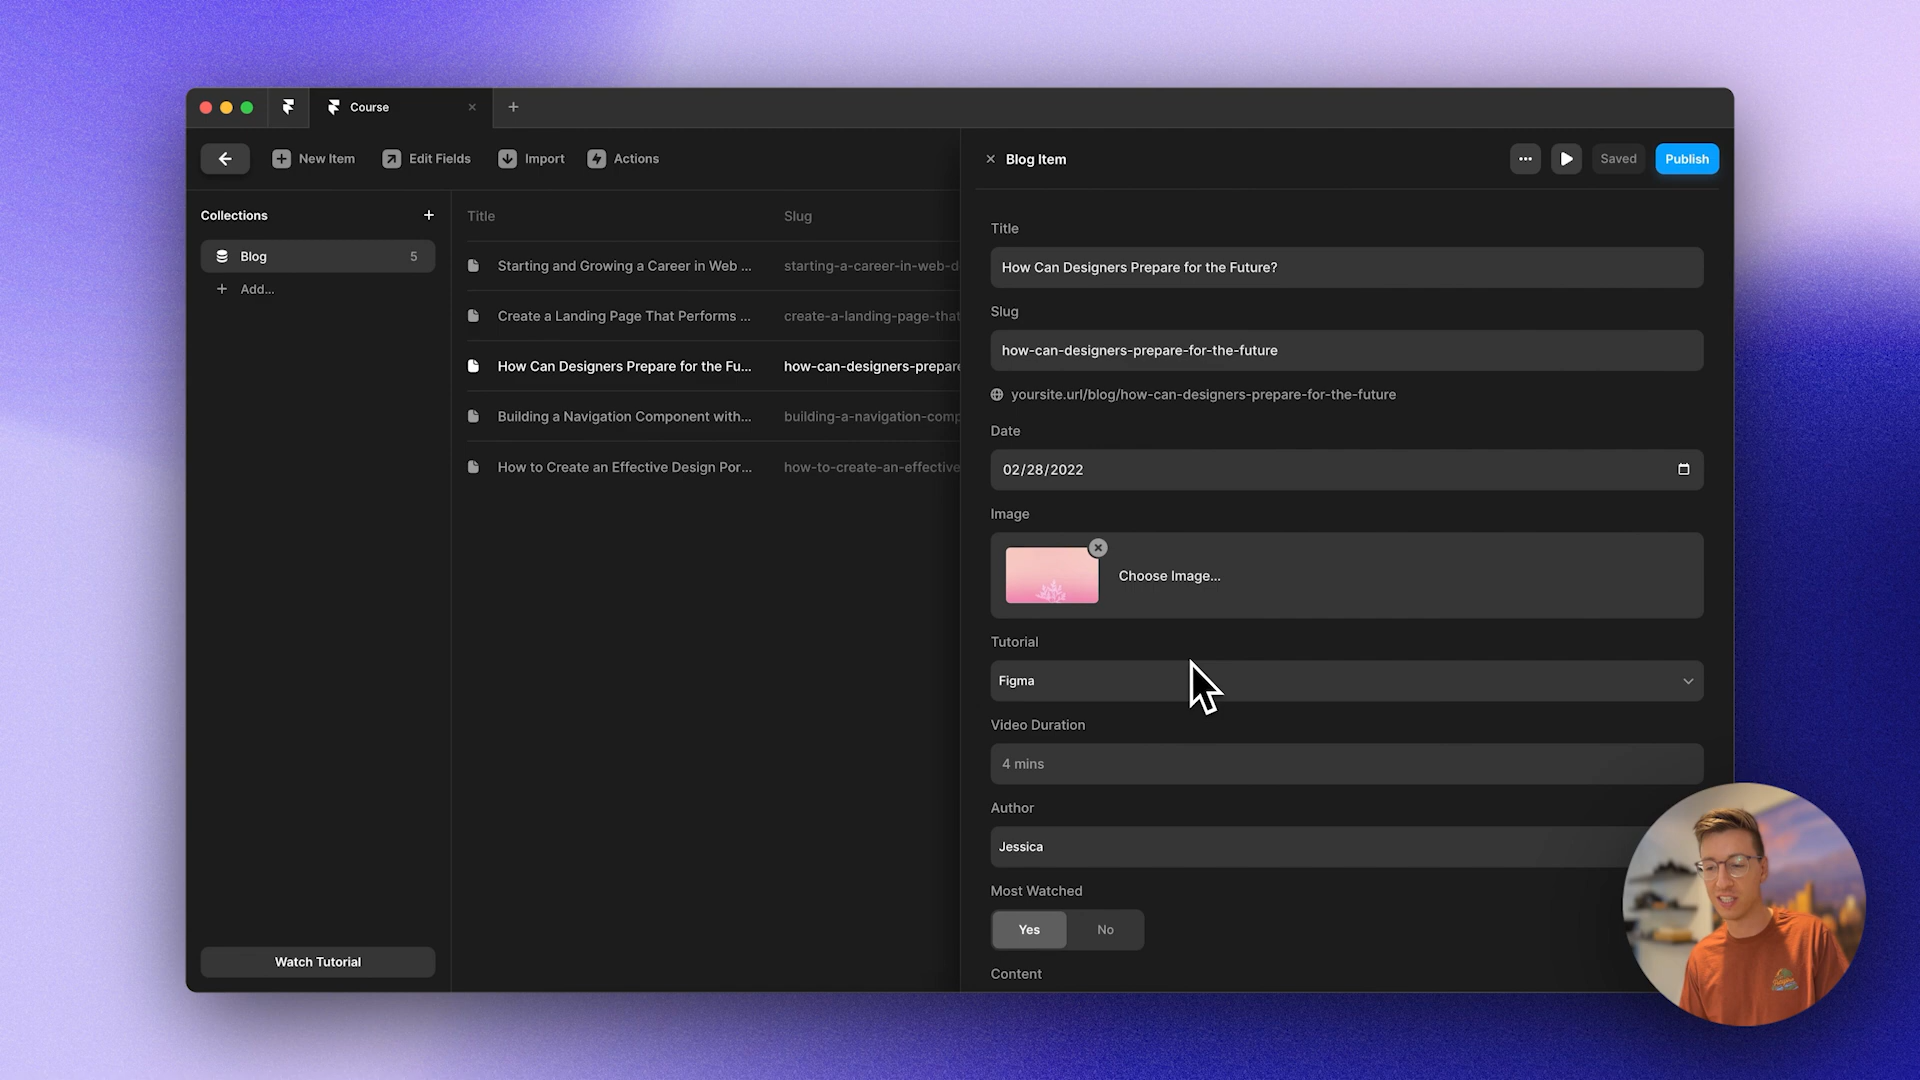 Course
New Item
Edit Fields
Import
Actions
Blog Item
Saved
Publish
Collections
Blog
5
Add...
Watch Tutorial
Title
Slug
Starting and Growing a Career in Web ...
starting-a-career-in-web-d
Create a Landing Page That Performs ...
create-a-landing-page-that
How Can Designers Prepare for the Fu...
how-can-designers-prepare
Building a Navigation Component with...
building-a-navigation-comp
How to Create an Effective Design Por...
how-to-create-an-effective
Title
How Can Designers Prepare for the Future?
Slug
how-can-designers-prepare-for-the-future
yoursite.url/blog/how-can-designers-prepare-for-the-future
Date
02/28/2022
Image
Choose Image...
Tutorial
Figma
Video Duration
4 mins
Author
Jessica
Most Watched
Yes
No
Content